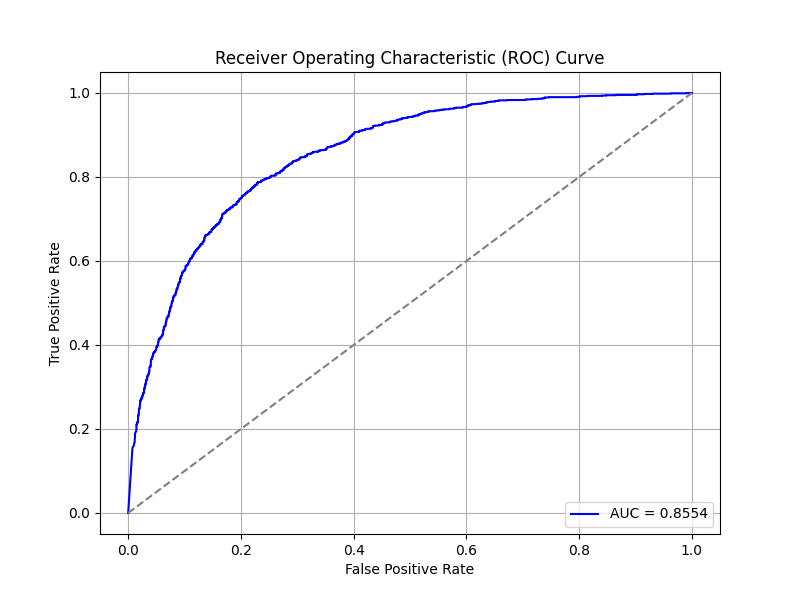 Receiver Operating Characteristic (ROC) Curve
True Positive Rate
1.0
0.8
0.6
0.4
0.2
0.0
AUC = 0.8554
0.0 0.2 0.4 0.6 0.8 1.0
False Positive Rate